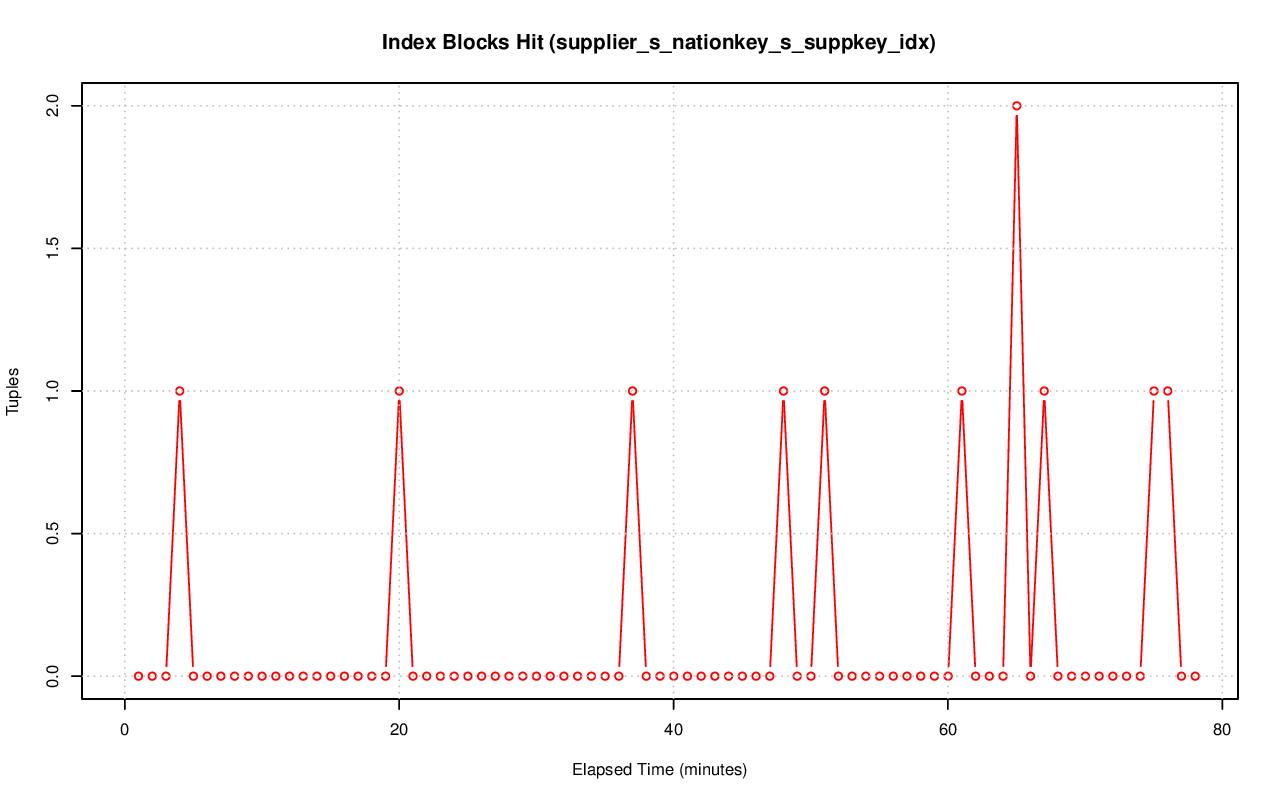 Index Blocks Hit (supplier_s_nationkey_s_suppkey_idx)
2.0
1.5
1.0
0.5
0.0
Tuples
0 20 40 60 80
Elapsed Time (minutes)